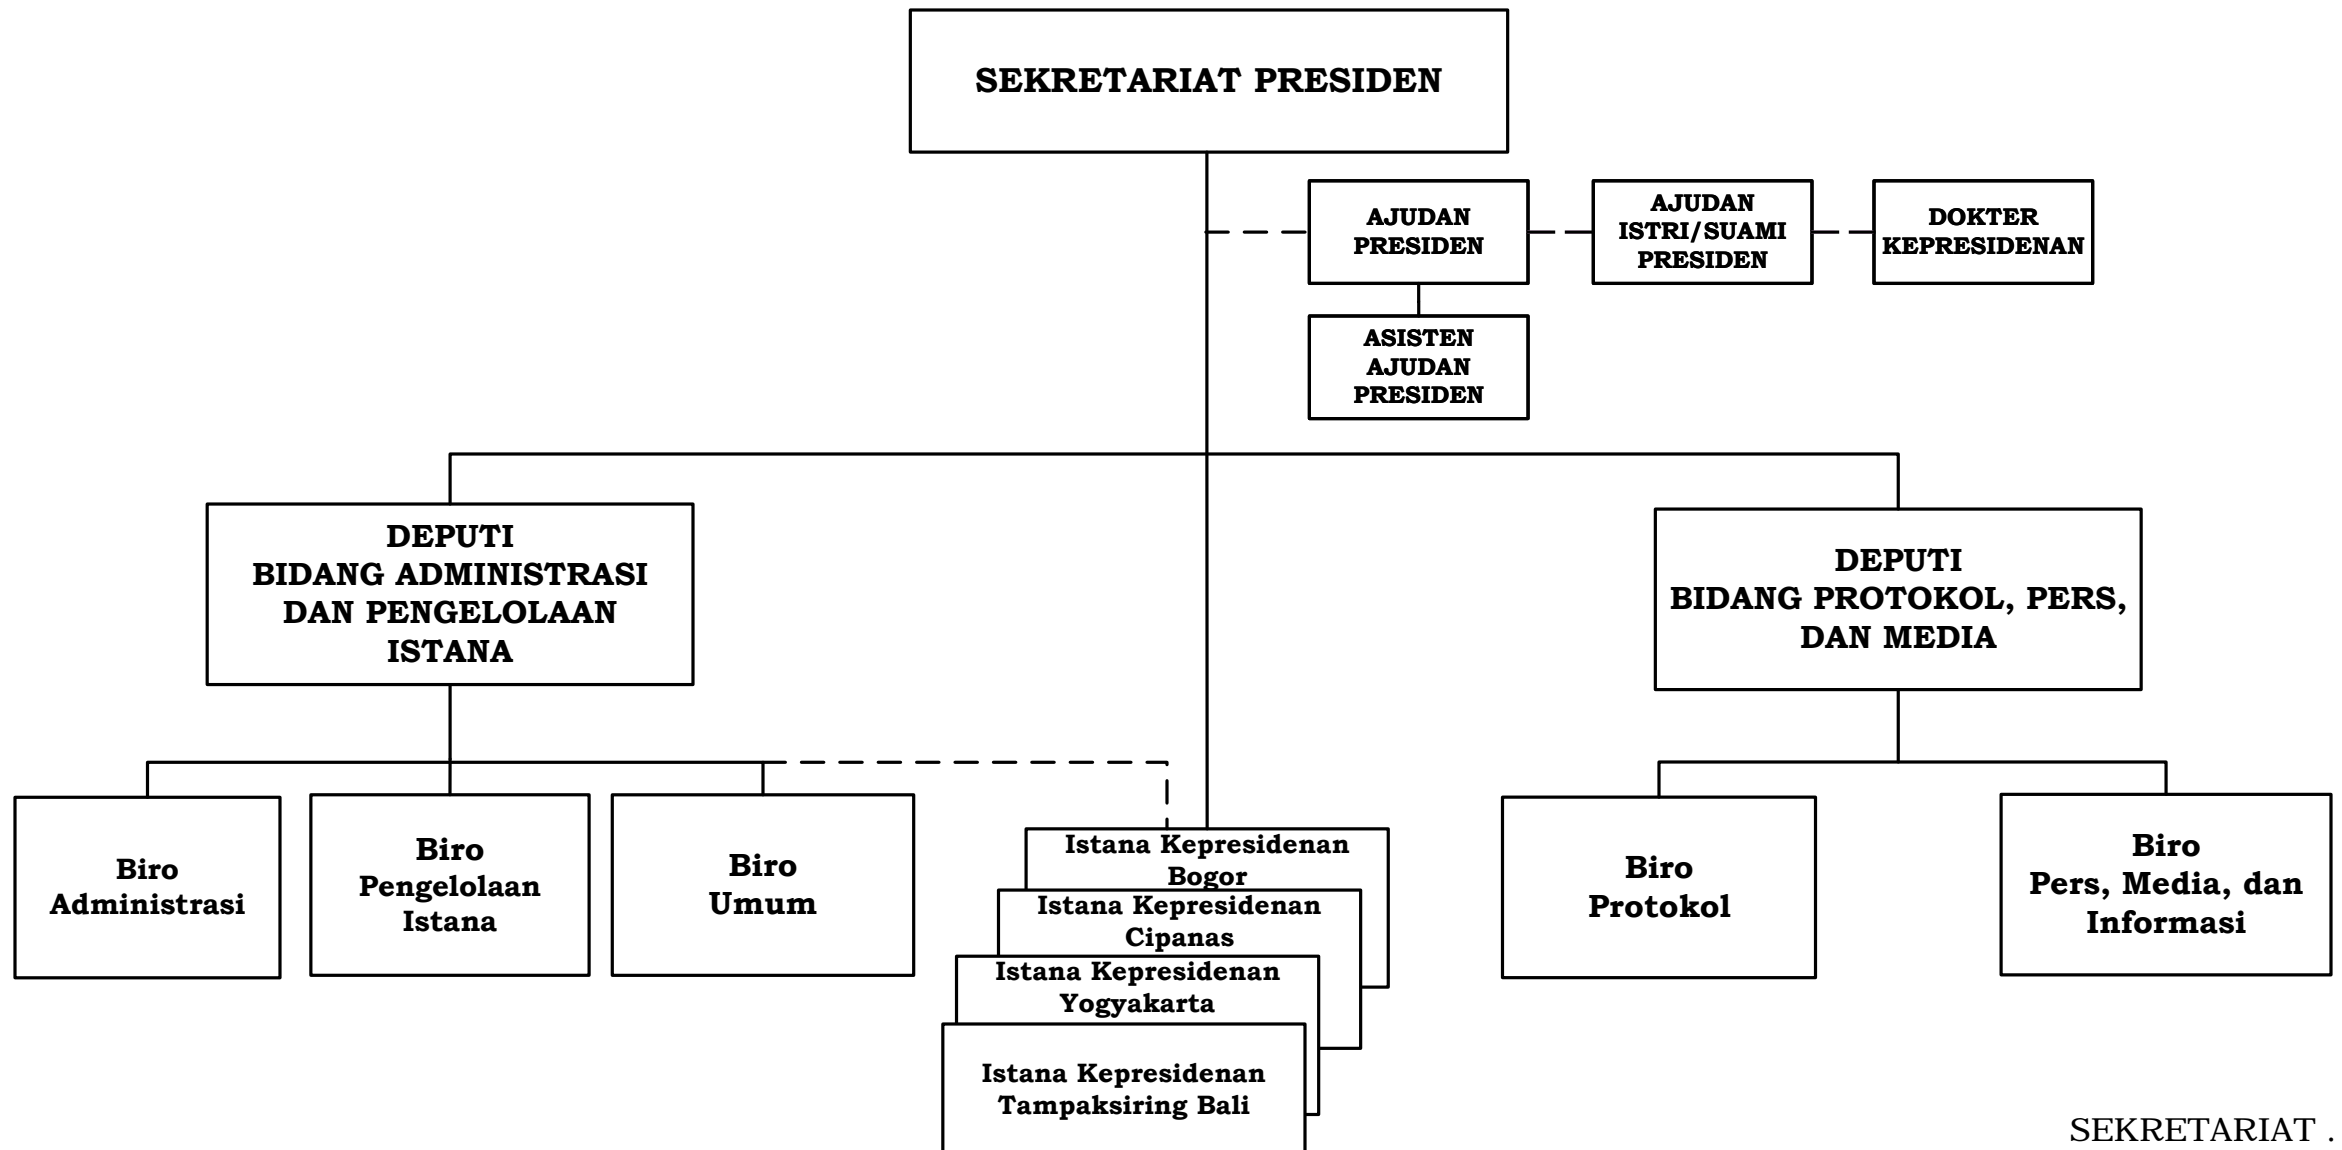 SEKRETARIAT PRESIDEN
AJUDAN
PRESIDEN
AJUDAN
ISTRI/SUAMI
PRESIDEN
DOKTER
KEPRESIDENAN
ASISTEN
AJUDAN
PRESIDEN
DEPUTI
BIDANG ADMINISTRASI
DAN PENGELOLAAN
ISTANA
DEPUTI
BIDANG PROTOKOL, PERS,
DAN MEDIA
Biro
Administrasi
Biro
Pengelolaan
Istana
Biro
Umum
Istana Kepresidenan
Bogor
Istana Kepresidenan
Cipanas
Istana Kepresidenan
Yogyakarta
Istana Kepresidenan
Tampaksiring Bali
Biro
Protokol
Biro
Pers, Media, dan
Informasi
SEKRETARIAT .